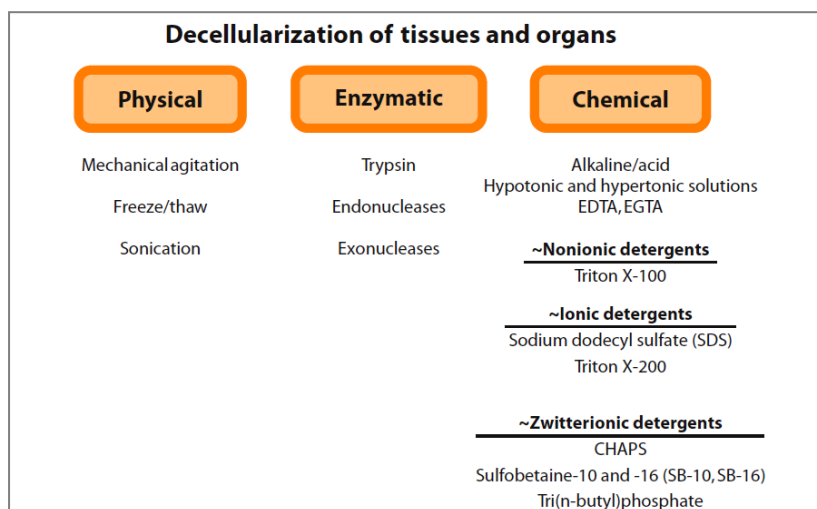 Decellularization of tissues and organs
Physical
Enzymatic
Chemical
Mechanical agitation
Freeze/thaw
Sonication
Trypsin
Endonucleases
Exonucleases
Alkaline/acid
Hypotonic and hypertonic solutions
EDTA, EGTA
~Nonionic detergents
Triton X-100
~Ionic detergents
Sodium dodecyl sulfate (SDS)
Triton X-200
~Zwitterionic detergents
CHAPS
Sulfobetaine-10 and -16 (SB-10, SB-16)
Tri(n-butyl)phosphate